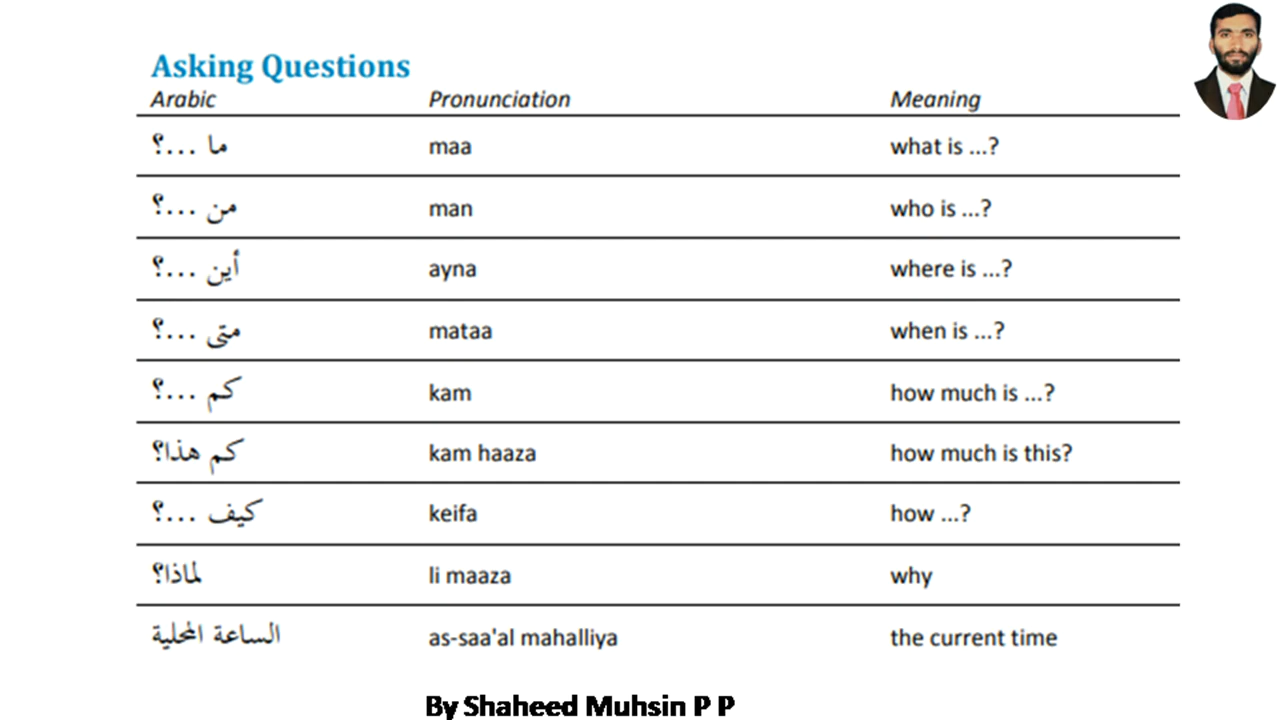 Asking Questions
Arabic Pronunciation Meaning
ما ...؟ maa what is ...?
من ...؟ man who is ...?
أين ...؟ ayna where is ...?
متى ...؟ mataa when is ...?
كم ...؟ kam how much is ...?
كم هذا؟ kam haaza how much is this?
كيف ...؟ keifa how ...?
لماذا؟ li maaza why
الساعة المحلية as-saa'al mahalliya the current time
By Shaheed Muhsin P P